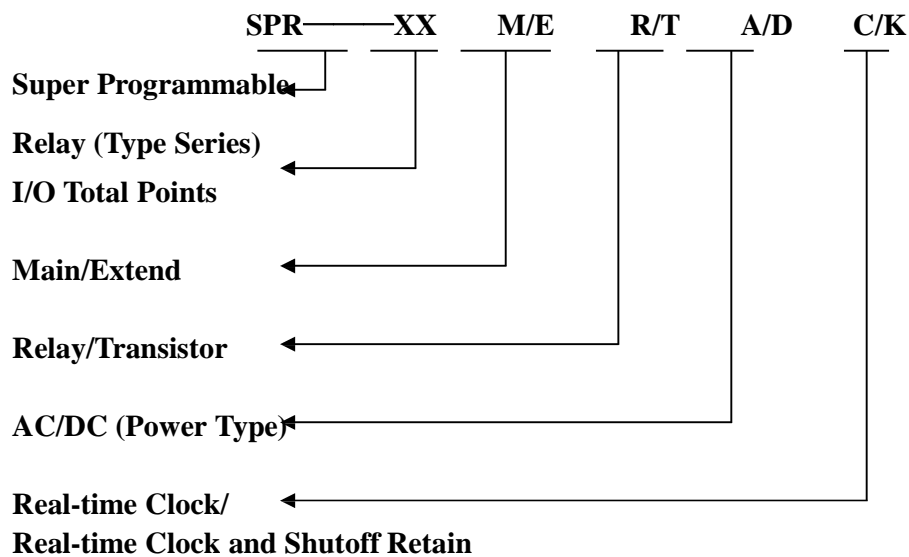 SPR———XX M/E R/T A/D C/K
Super Programmable
Relay (Type Series)
I/O Total Points
Main/Extend
Relay/Transistor
AC/DC (Power Type)
Real-time Clock/
Real-time Clock and Shutoff Retain